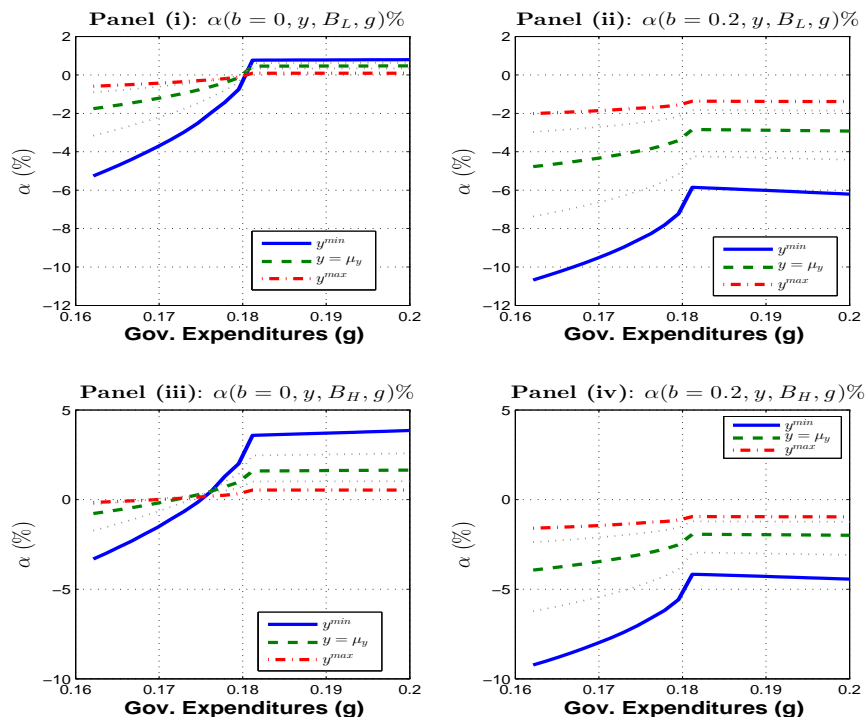 Panel (i): α(b = 0, y, B_L, g)%
2
0
−2
−4
−6
−8
−10
−12
α (%)
y^min
y = μ_y
y^max
0.16
0.17
0.18
0.19
0.2
Gov. Expenditures (g)
Panel (ii): α(b = 0.2, y, B_L, g)%
2
0
−2
−4
−6
−8
−10
−12
α (%)
y^min
y = μ_y
y^max
0.16
0.17
0.18
0.19
0.2
Gov. Expenditures (g)
Panel (iii): α(b = 0, y, B_H, g)%
5
0
−5
−10
α (%)
y^min
y = μ_y
y^max
0.16
0.17
0.18
0.19
0.2
Gov. Expenditures (g)
Panel (iv): α(b = 0.2, y, B_H, g)%
5
0
−5
−10
α (%)
y^min
y = μ_y
y^max
0.16
0.17
0.18
0.19
0.2
Gov. Expenditures (g)